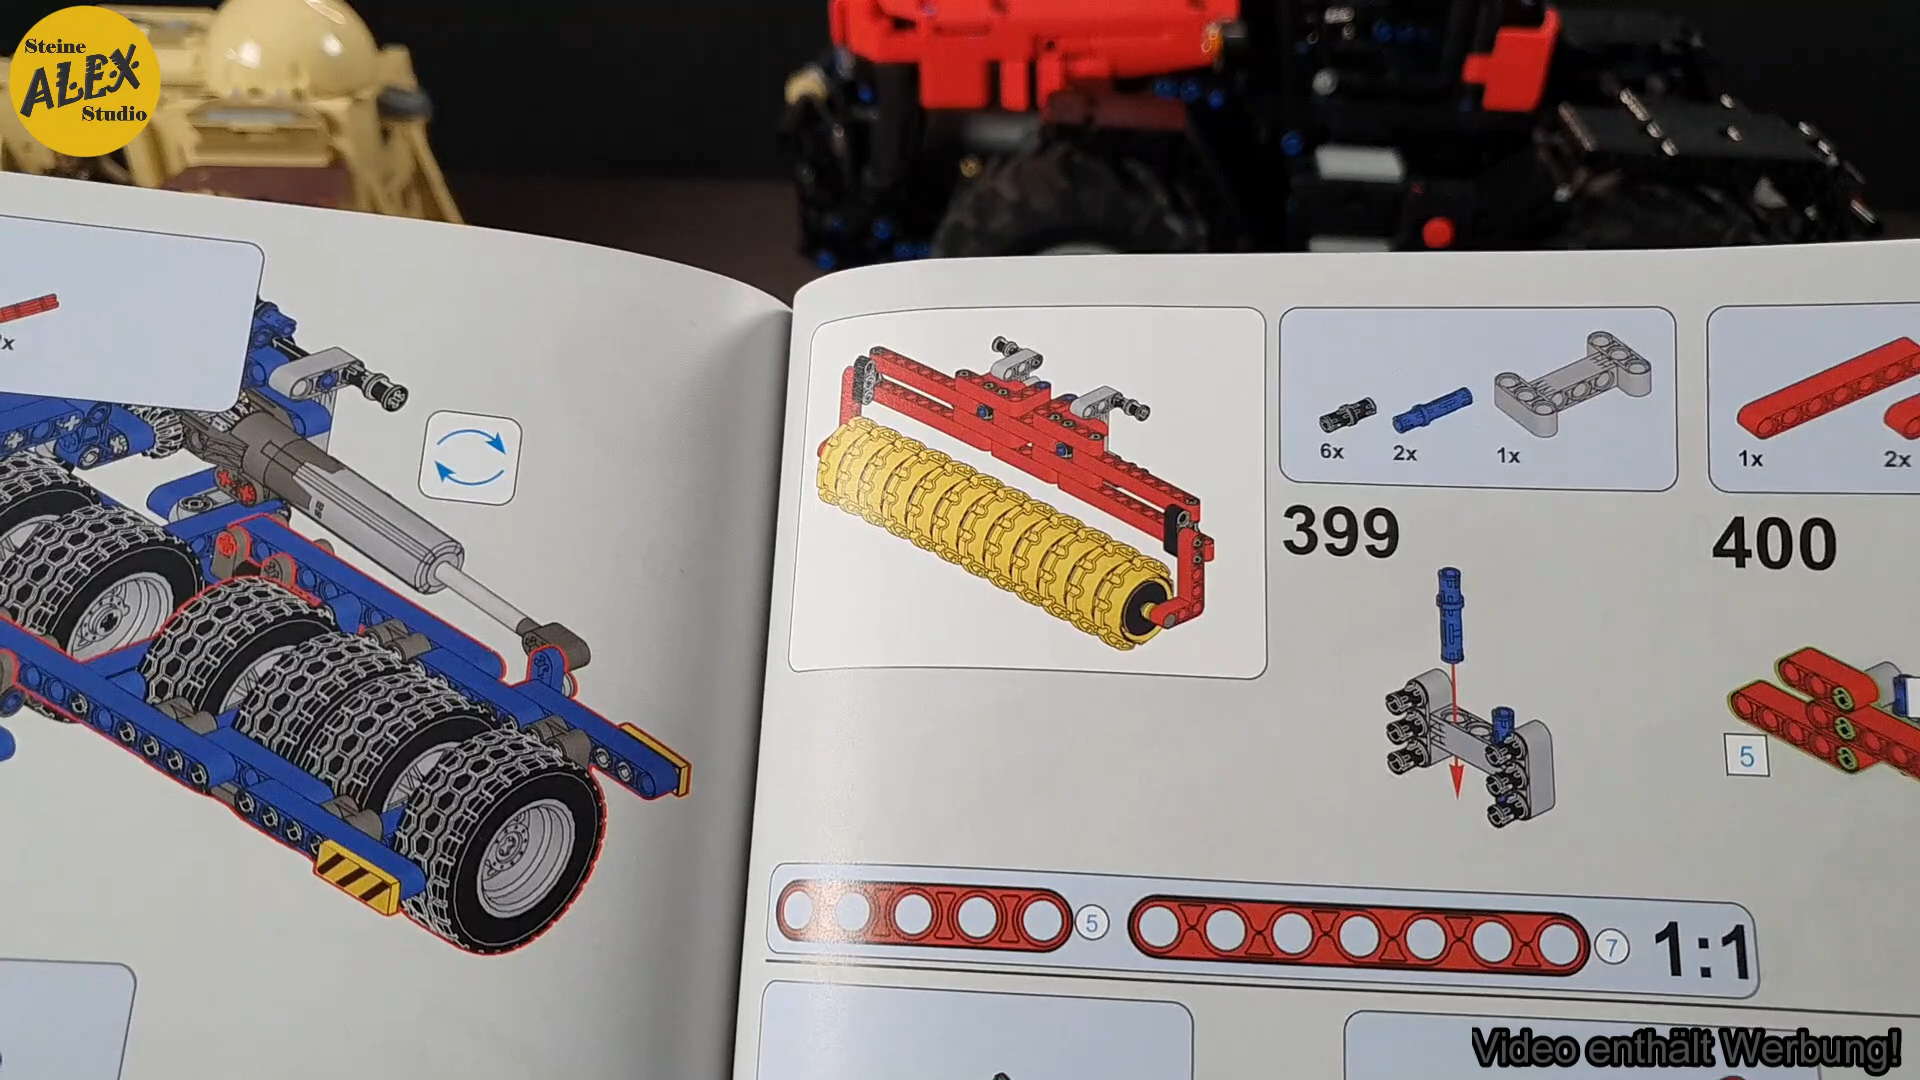 Steine
ALEX
Studio
x
6x
2x
1x
1x
2x
399
400
5
5
7
1:1
Video enthält Werbung!